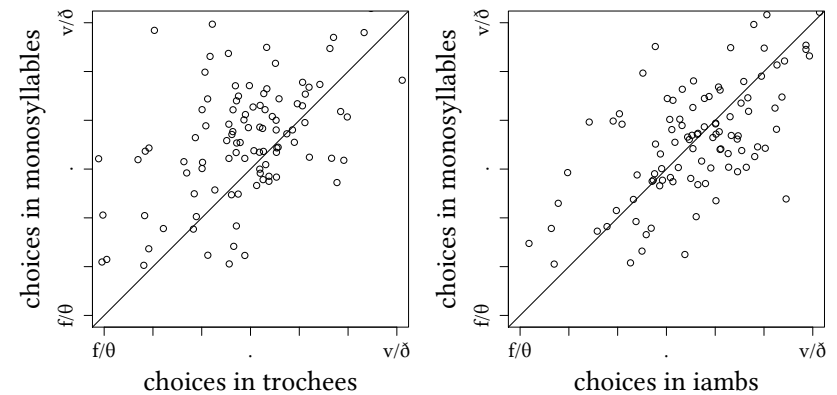 choices in monosyllables
v/ð
.
f/θ
f/θ
.
v/ð
choices in trochees
choices in monosyllables
v/ð
.
f/θ
f/θ
.
v/ð
choices in iambs